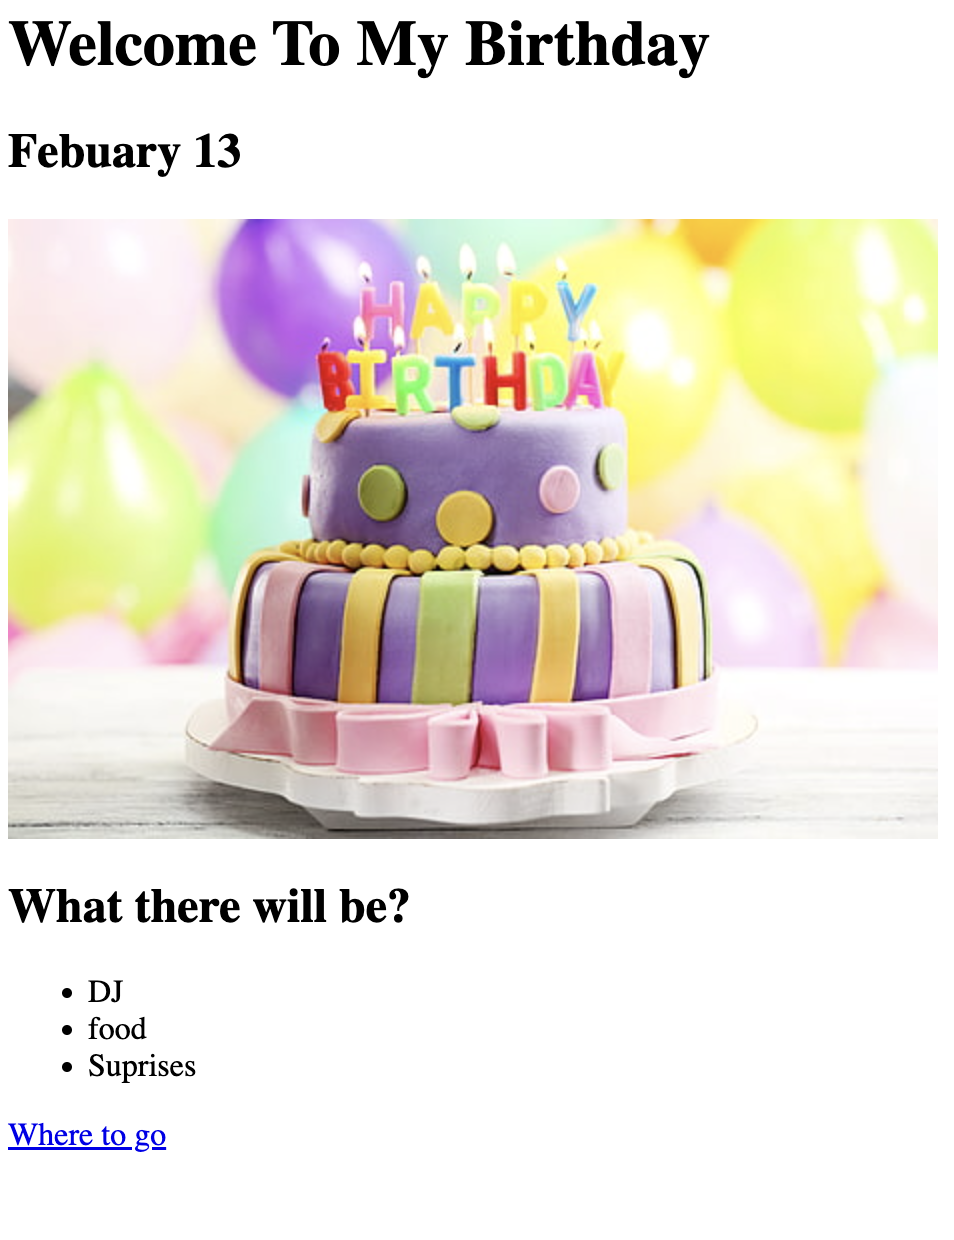 Welcome To My Birthday
Febuary 13
HAPPY
BIRTHDAY
What there will be?
DJ
food
Suprises
Where to go